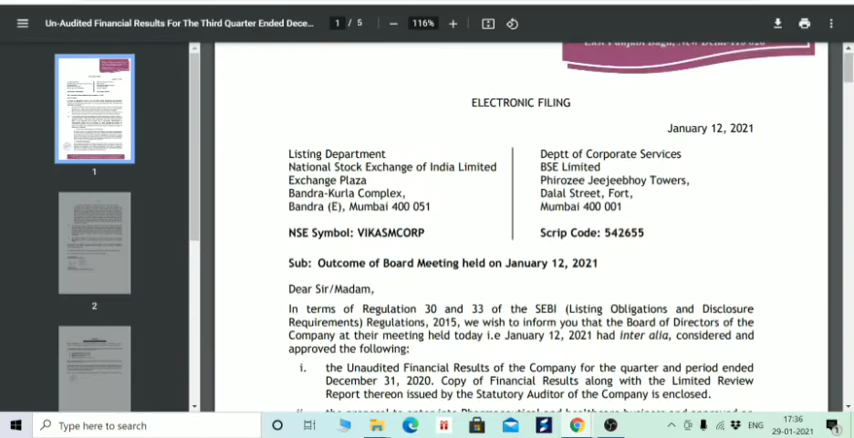 Un-Audited Financial Results For The Third Quarter Ended Dece...
1 / 5
116%
East Punjabi Bagh, New Delhi-110 026
ELECTRONIC FILING
January 12, 2021
Listing Department
National Stock Exchange of India Limited
Exchange Plaza
Bandra-Kurla Complex,
Bandra (E), Mumbai 400 051
NSE Symbol: VIKASMCORP
Deptt of Corporate Services
BSE Limited
Phirozee Jeejeebhoy Towers,
Dalal Street, Fort,
Mumbai 400 001
Scrip Code: 542655
Sub: Outcome of Board Meeting held on January 12, 2021
Dear Sir/Madam,
In terms of Regulation 30 and 33 of the SEBI (Listing Obligations and Disclosure
Requirements) Regulations, 2015, we wish to inform you that the Board of Directors of the
Company at their meeting held today i.e January 12, 2021 had inter alia, considered and
approved the following:
i. the Unaudited Financial Results of the Company for the quarter and period ended
December 31, 2020. Copy of Financial Results along with the Limited Review
Report thereon issued by the Statutory Auditor of the Company is enclosed.
1
2
Type here to search
ENG
17:36
29-01-2021